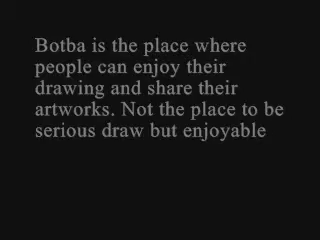 Botba is the place where
people can enjoy their
drawing and share their
artworks. Not the place to be
serious draw but enjoyable